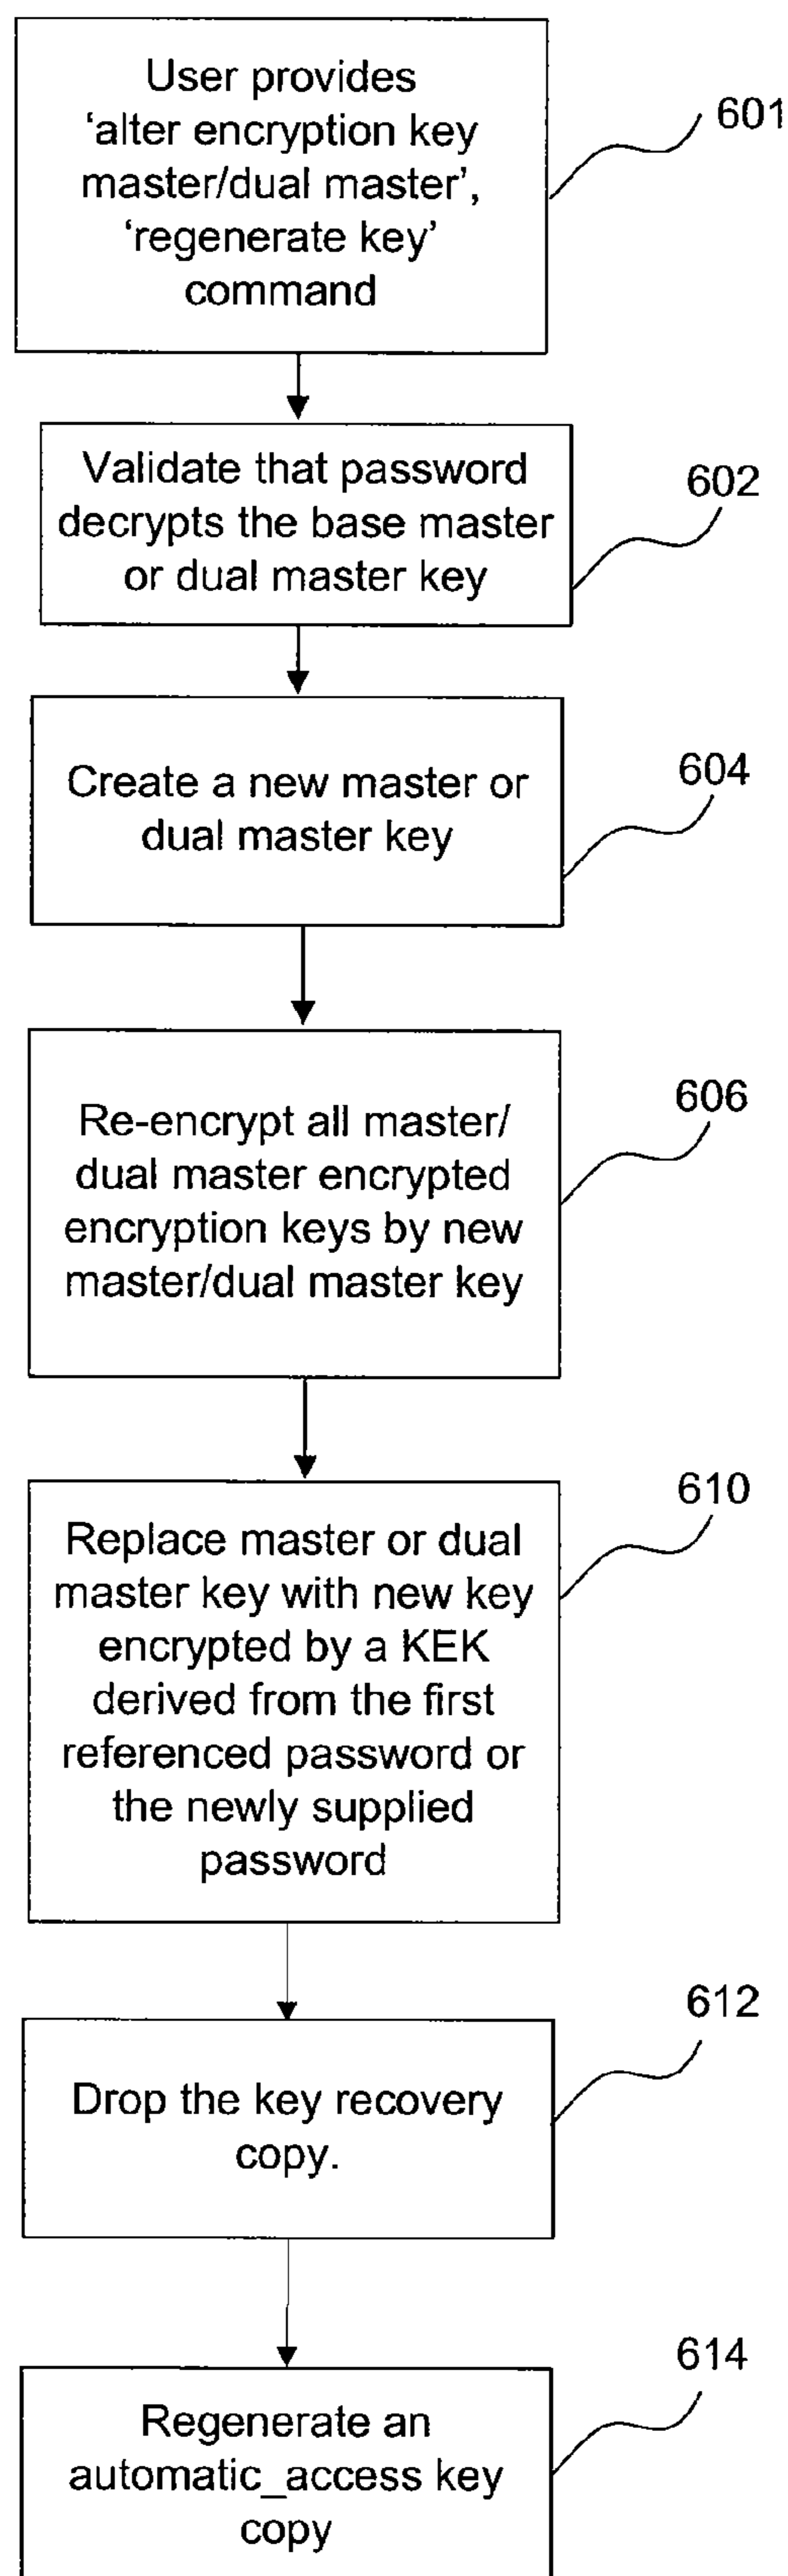 User provides
‘alter encryption key
master/dual master’,
‘regenerate key’
command
601
Validate that password
decrypts the base master
or dual master key
602
Create a new master or
dual master key
604
Re-encrypt all master/
dual master encrypted
encryption keys by new
master/dual master key
606
Replace master or dual
master key with new key
encrypted by a KEK
derived from the first
referenced password or
the newly supplied
password
610
Drop the key recovery
copy.
612
Regenerate an
automatic_access key
copy
614